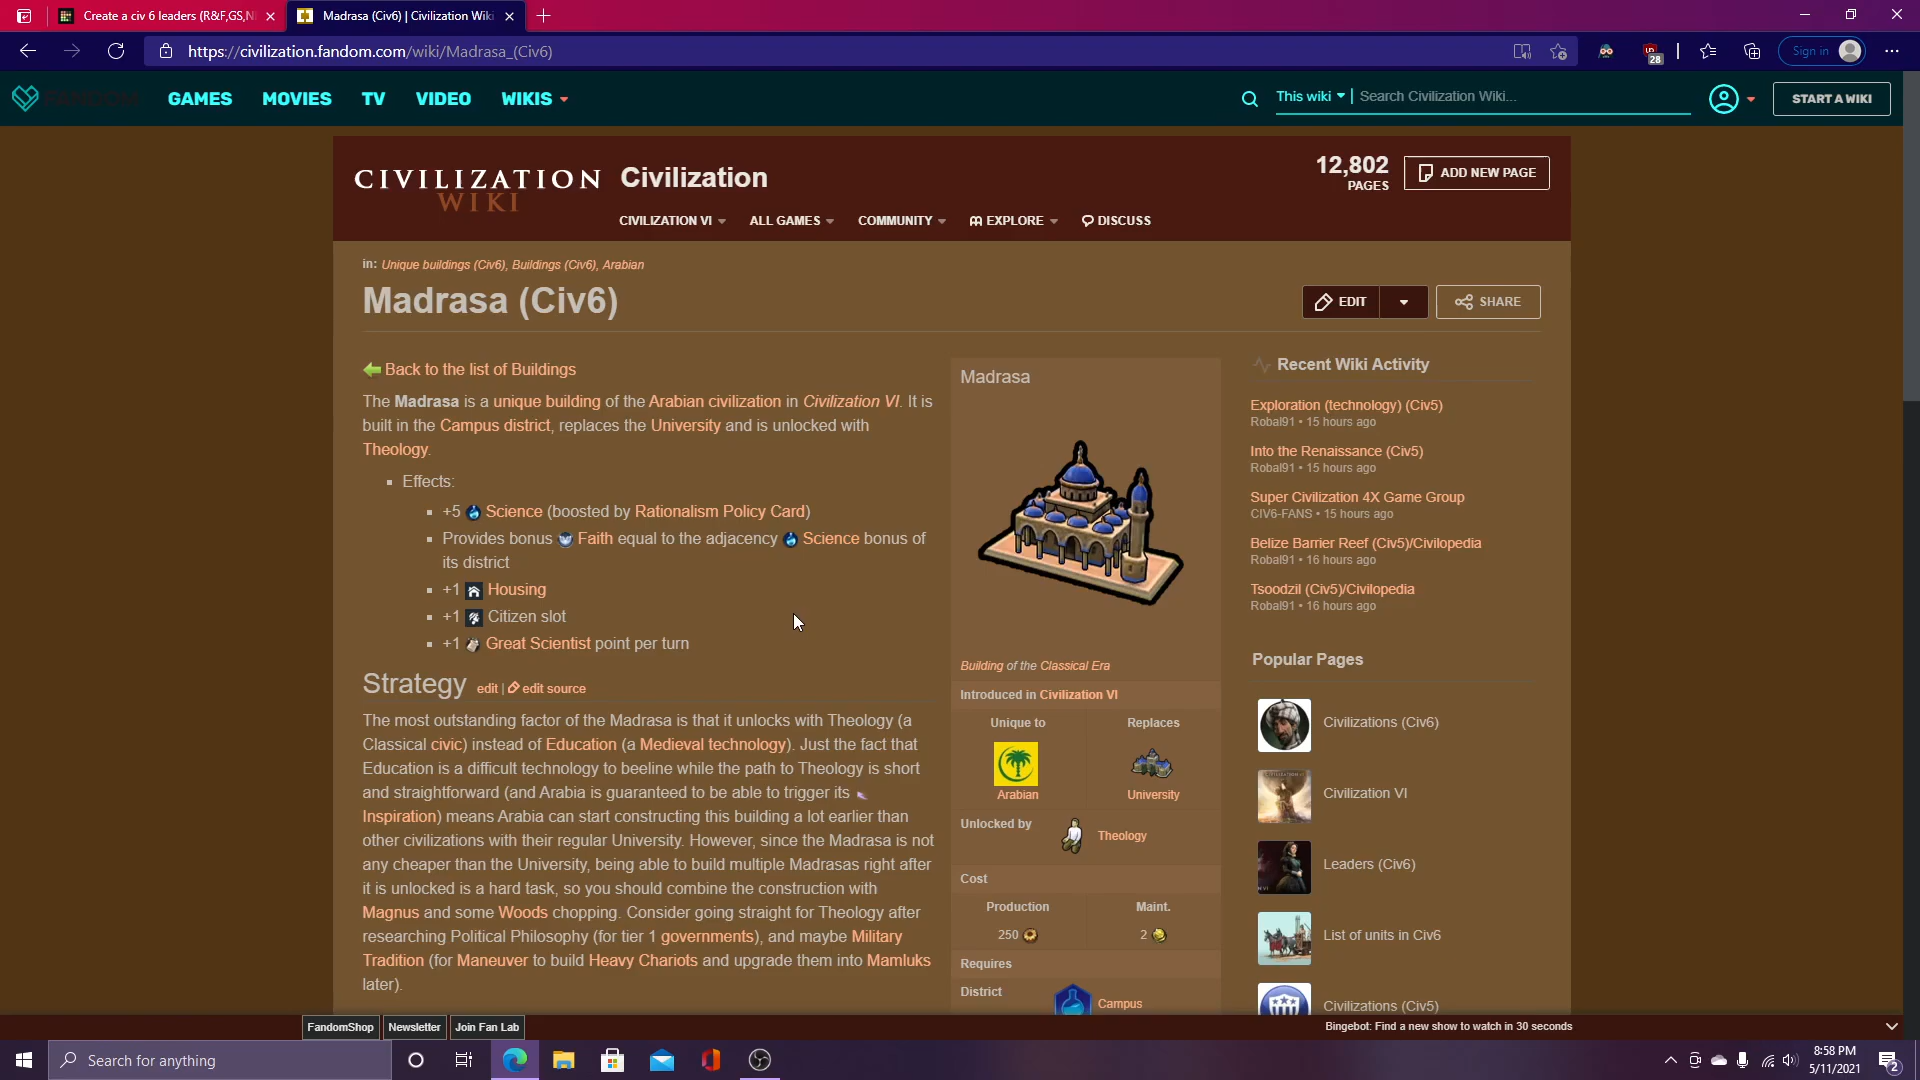 Create a civ 6 leaders (R&F,GS,N
Madrasa (Civ6) | Civilization Wiki
https://civilization.fandom.com/wiki/Madrasa_(Civ6)
28
Sign in
FANDOM
GAMES
MOVIES
TV
VIDEO
WIKIS
This wiki
Search Civilization Wiki...
START A WIKI
CIVILIZATION
WIKI
Civilization
12,802
PAGES
ADD NEW PAGE
CIVILIZATION VI
ALL GAMES
COMMUNITY
EXPLORE
DISCUSS
in: Unique buildings (Civ6), Buildings (Civ6), Arabian
Madrasa (Civ6)
EDIT
SHARE
Back to the list of Buildings
The Madrasa is a unique building of the Arabian civilization in Civilization VI. It is
built in the Campus district, replaces the University and is unlocked with
Theology.
Effects:
+5 Science (boosted by Rationalism Policy Card)
Provides bonus Faith equal to the adjacency Science bonus of
its district
+1 Housing
+1 Citizen slot
+1 Great Scientist point per turn
Strategy edit | edit source
The most outstanding factor of the Madrasa is that it unlocks with Theology (a
Classical civic) instead of Education (a Medieval technology). Just the fact that
Education is a difficult technology to beeline while the path to Theology is short
and straightforward (and Arabia is guaranteed to be able to trigger its
Inspiration) means Arabia can start constructing this building a lot earlier than
other civilizations with their regular University. However, since the Madrasa is not
any cheaper than the University, being able to build multiple Madrasas right after
it is unlocked is a hard task, so you should combine the construction with
Magnus and some Woods chopping. Consider going straight for Theology after
researching Political Philosophy (for tier 1 governments), and maybe Military
Tradition (for Maneuver to build Heavy Chariots and upgrade them into Mamluks
later).
Madrasa
Building of the Classical Era
Introduced in Civilization VI
Unique to
Replaces
Arabian
University
Unlocked by
Theology
Cost
Production
Maint.
250
2
Requires
District
Campus
Recent Wiki Activity
Exploration (technology) (Civ5)
Robal91 • 15 hours ago
Into the Renaissance (Civ5)
Robal91 • 15 hours ago
Super Civilization 4X Game Group
CIV6-FANS • 15 hours ago
Belize Barrier Reef (Civ5)/Civilopedia
Robal91 • 16 hours ago
Tsoodzil (Civ5)/Civilopedia
Robal91 • 16 hours ago
Popular Pages
Civilizations (Civ6)
Civilization VI
Leaders (Civ6)
List of units in Civ6
Civilizations (Civ5)
FandomShop
Newsletter
Join Fan Lab
Bingebot: Find a new show to watch in 30 seconds
Search for anything
8:58 PM
5/11/2021
2